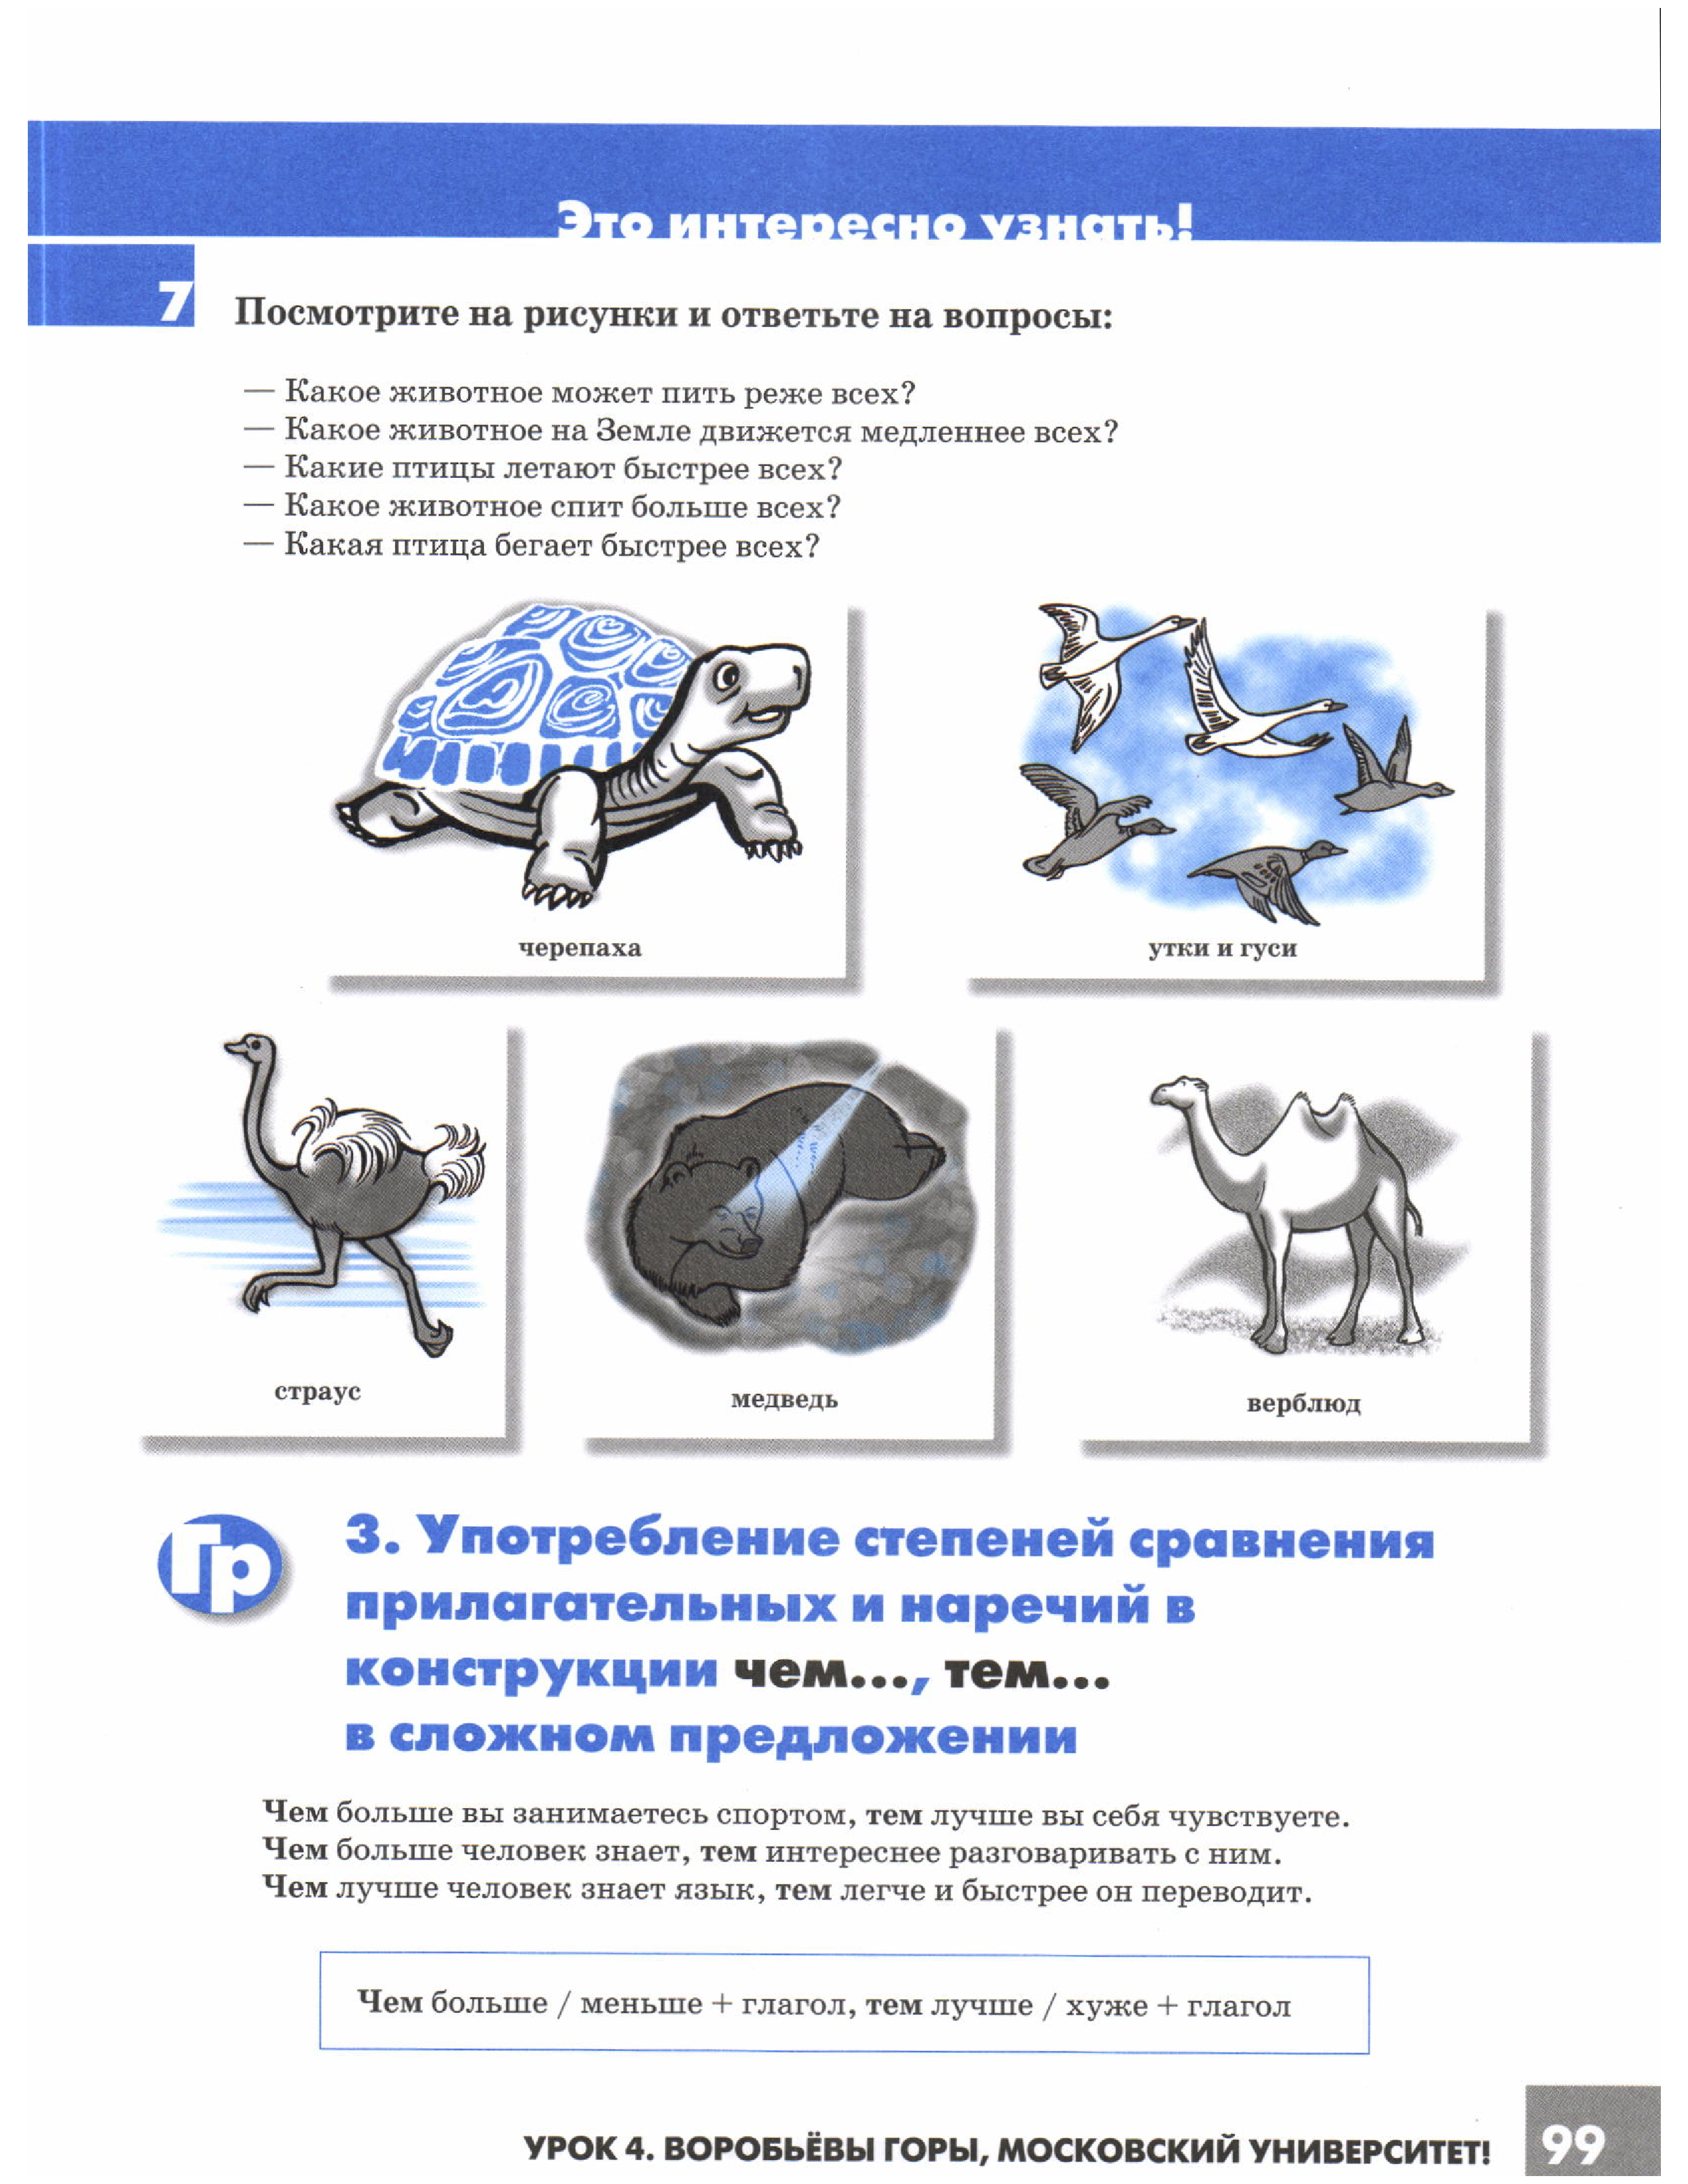 Это интересно узнать!
7
Посмотрите на рисунки и ответьте на вопросы:
— Какое животное может пить реже всех?
— Какое животное на Земле движется медленнее всех?
— Какие птицы летают быстрее всех?
— Какое животное спит больше всех?
— Какая птица бегает быстрее всех?
черепаха
утки и гуси
страус
медведь
верблюд
Гр
3. Употребление степеней сравнения
прилагательных и наречий в
конструкции чем..., тем...
в сложном предложении
Чем больше вы занимаетесь спортом, тем лучше вы себя чувствуете.
Чем больше человек знает, тем интереснее разговаривать с ним.
Чем лучше человек знает язык, тем легче и быстрее он переводит.
Чем больше / меньше + глагол, тем лучше / хуже + глагол
УРОК 4. ВОРОБЬЁВЫ ГОРЫ, МОСКОВСКИЙ УНИВЕРСИТЕТ!
99